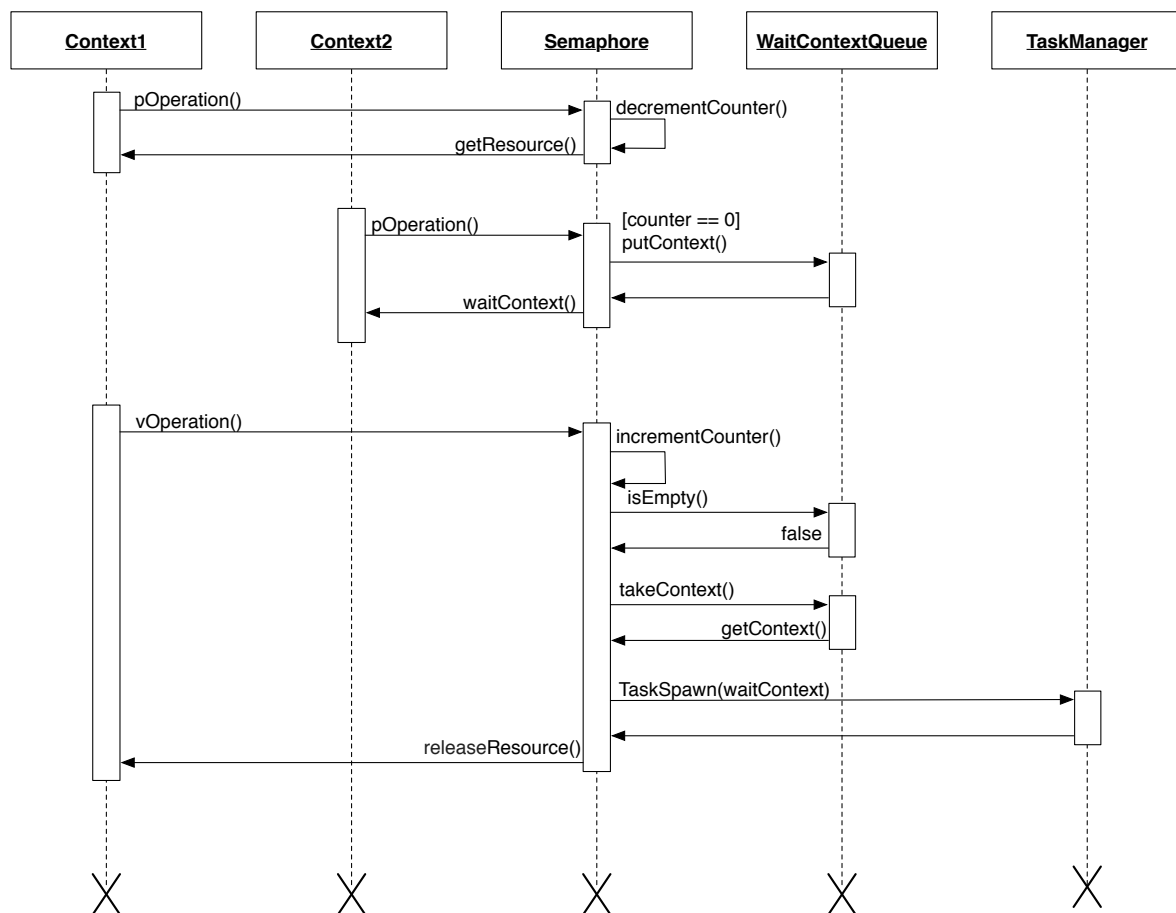 Context1
Context2
Semaphore
WaitContextQueue
TaskManager
pOperation()
decrementCounter()
getResource()
pOperation()
[counter == 0]
putContext()
waitContext()
vOperation()
incrementCounter()
isEmpty()
false
takeContext()
getContext()
TaskSpawn(waitContext)
releaseResource()